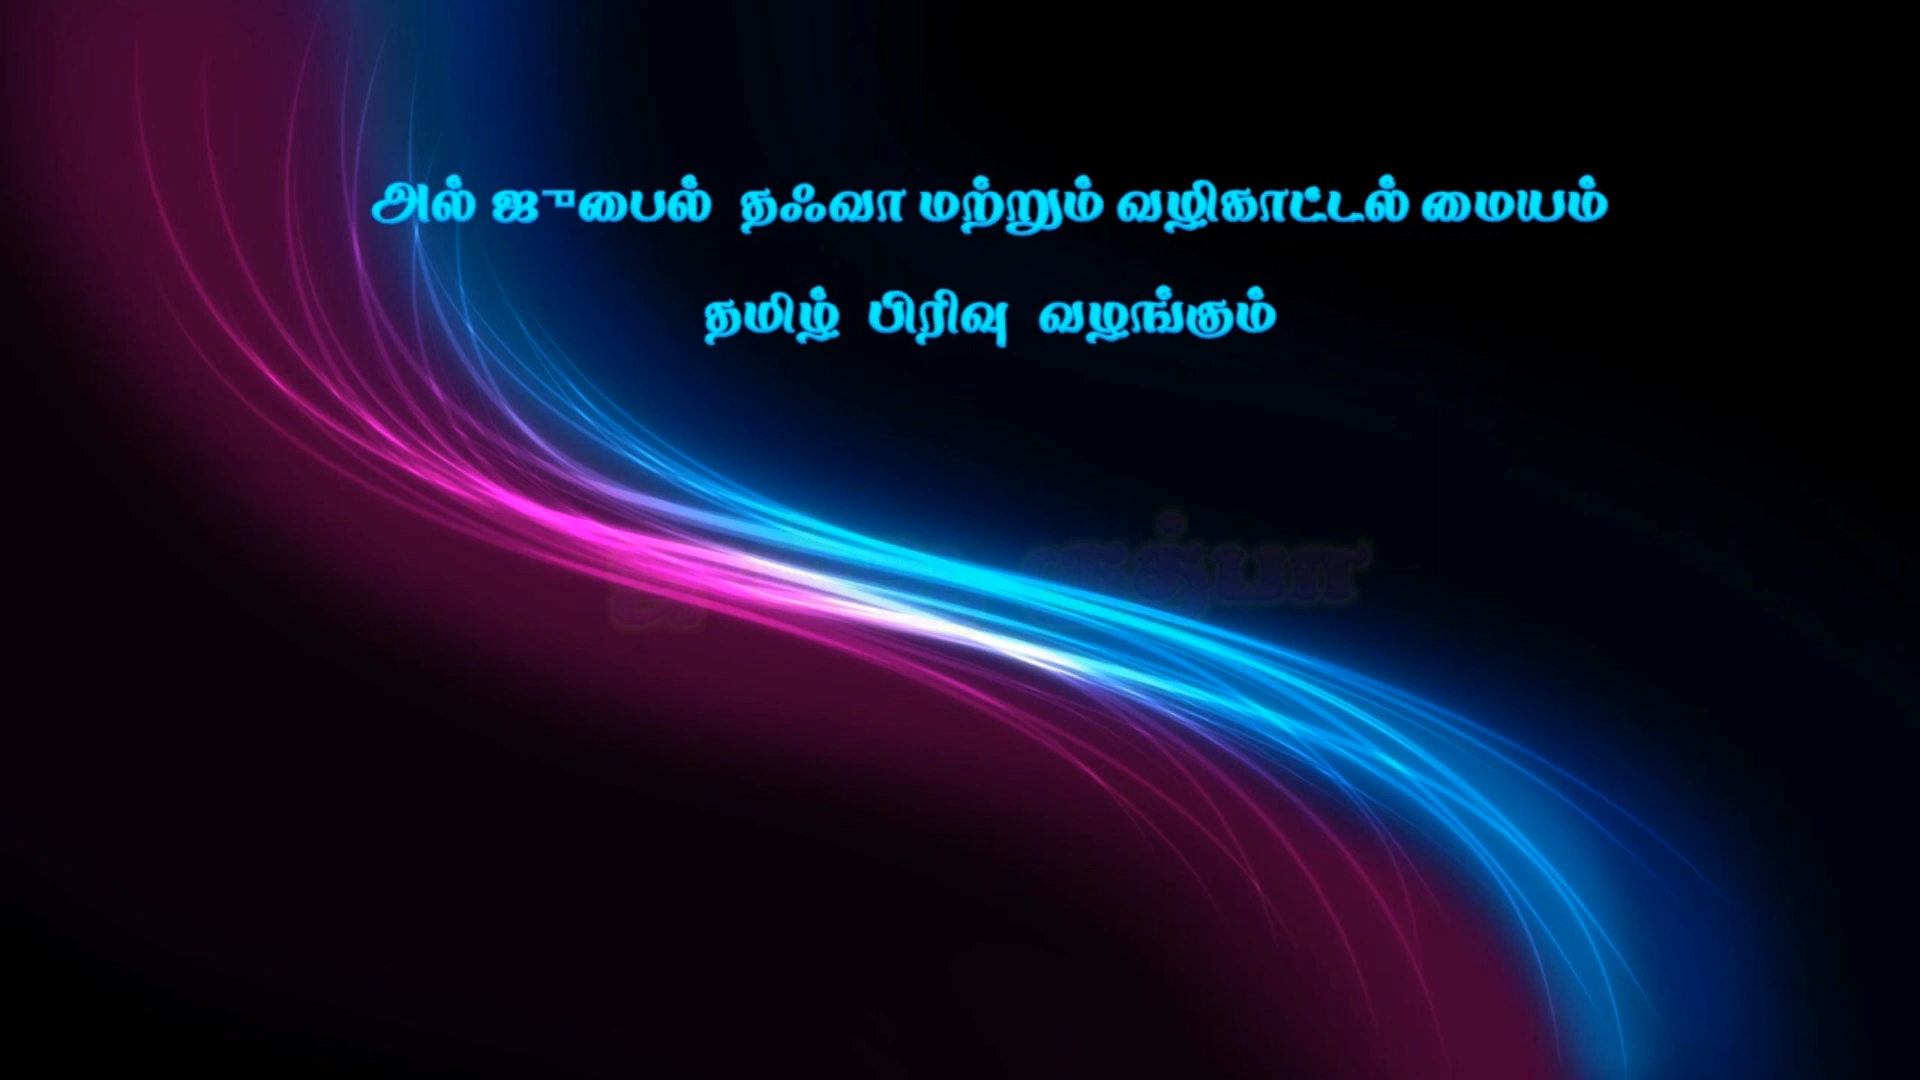 அல் ஜுபைல் தஃவா மற்றும் வழிகாட்டல் மையம்
தமிழ் பிரிவு வழங்கும்
குத்பா